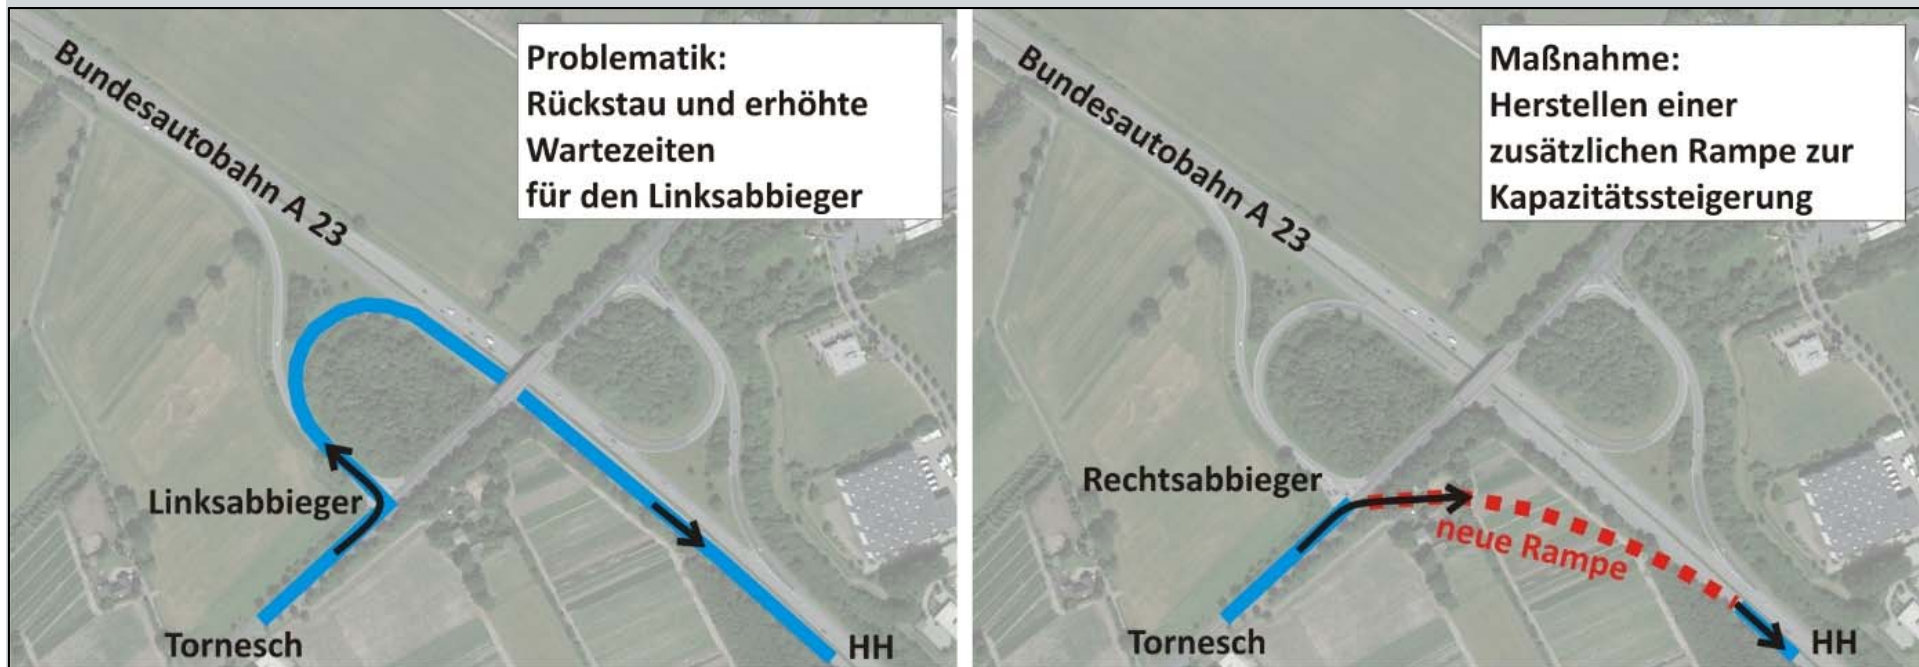 Problematik:
Rückstau und erhöhte
Wartezeiten
für den Linksabbieger
Bundesautobahn A 23
Linksabbieger
Tornesch
HH
Maßnahme:
Herstellen einer
zusätzlichen Rampe zur
Kapazitätssteigerung
Bundesautobahn A 23
Rechtsabbieger
neue Rampe
Tornesch
HH